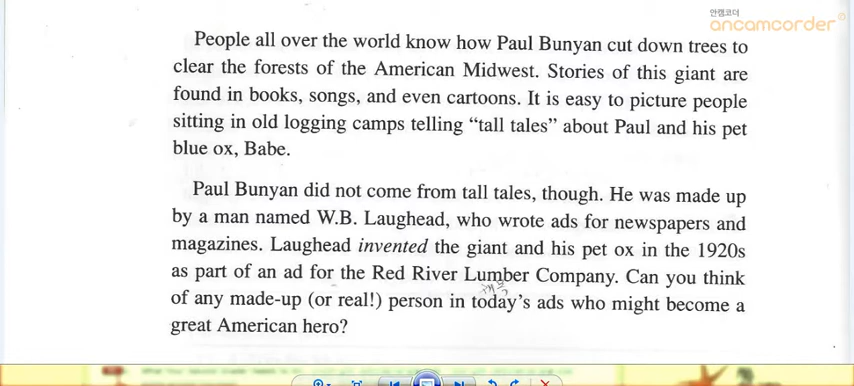 안캠코더
ancamcorder
People all over the world know how Paul Bunyan cut down trees to
clear the forests of the American Midwest. Stories of this giant are
found in books, songs, and even cartoons. It is easy to picture people
sitting in old logging camps telling “tall tales” about Paul and his pet
blue ox, Babe.
Paul Bunyan did not come from tall tales, though. He was made up
by a man named W.B. Laughead, who wrote ads for newspapers and
magazines. Laughead invented the giant and his pet ox in the 1920s
as part of an ad for the Red River Lumber Company. Can you think
of any made-up (or real!) person in today’s ads who might become a
great American hero?